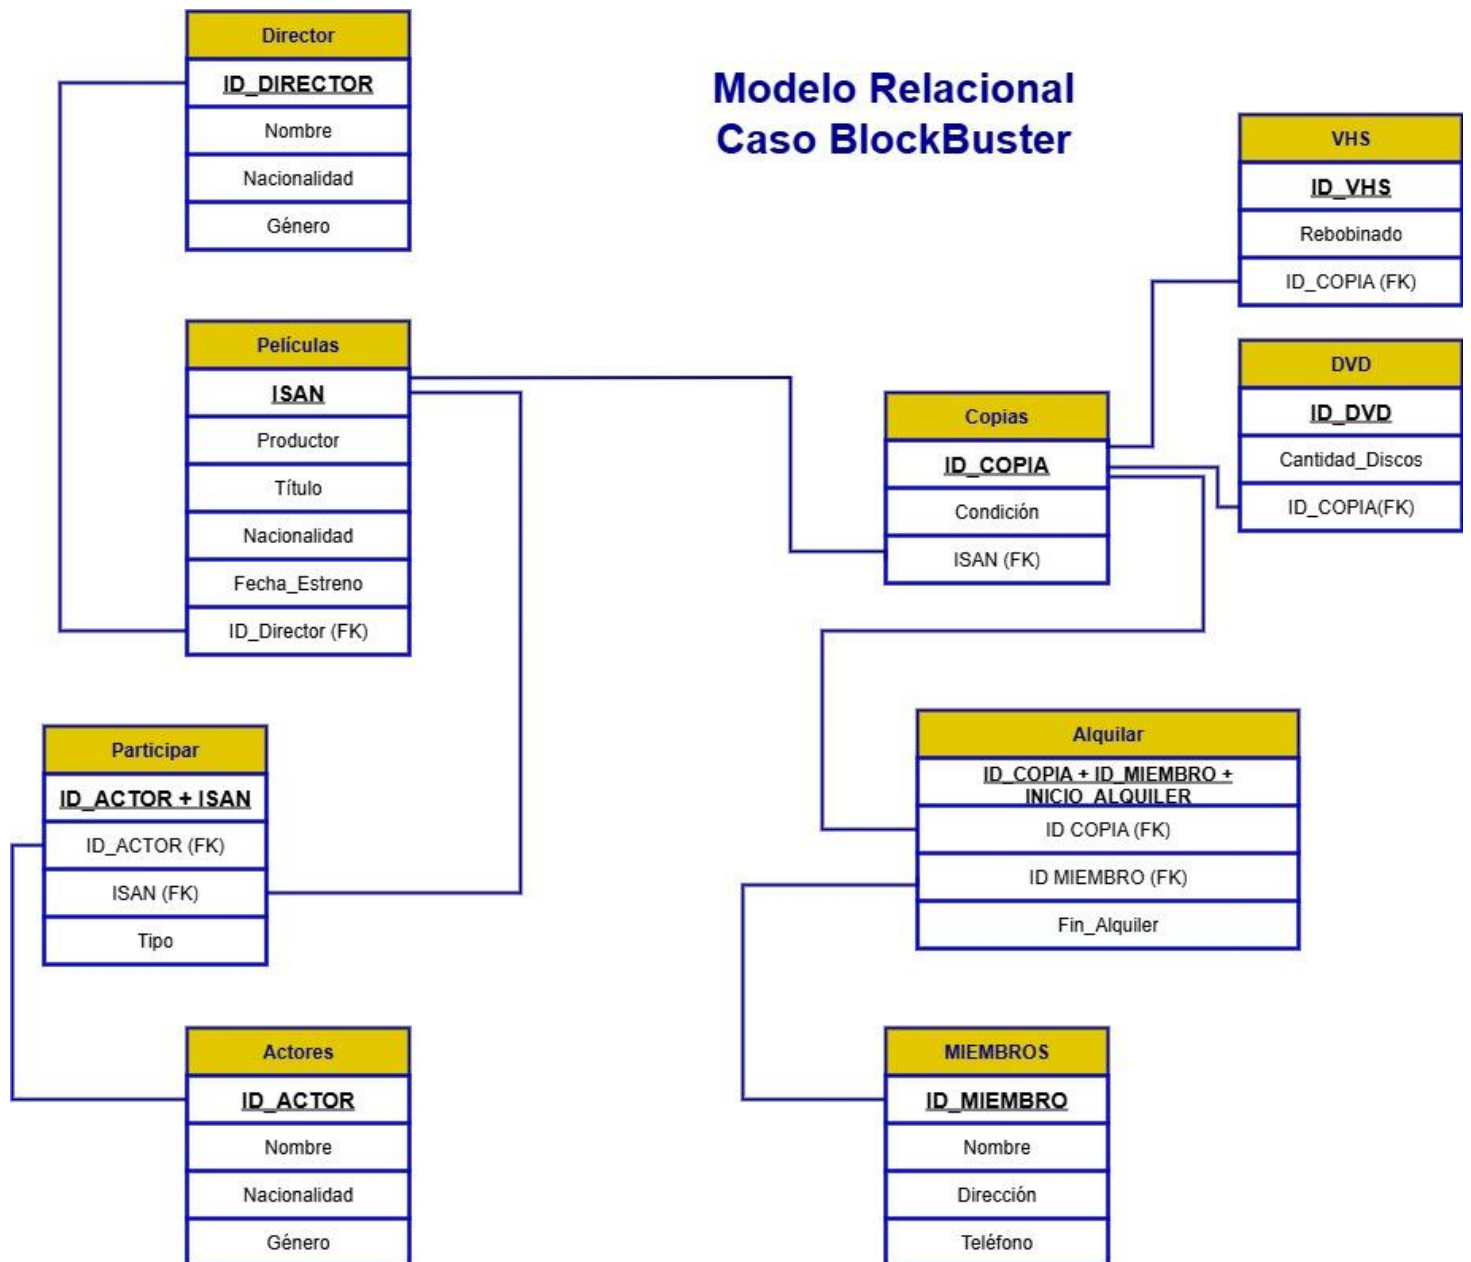 Modelo Relacional
Caso BlockBuster
Director
ID_DIRECTOR
Nombre
Nacionalidad
Género
Películas
ISAN
Productor
Título
Nacionalidad
Fecha_Estreno
ID_Director (FK)
Participar
ID_ACTOR + ISAN
ID_ACTOR (FK)
ISAN (FK)
Tipo
Actores
ID_ACTOR
Nombre
Nacionalidad
Género
Copias
ID_COPIA
Condición
ISAN (FK)
VHS
ID_VHS
Rebobinado
ID_COPIA (FK)
DVD
ID_DVD
Cantidad_Discos
ID_COPIA(FK)
Alquilar
ID_COPIA + ID_MIEMBRO +
INICIO_ALQUILER
ID COPIA (FK)
ID MIEMBRO (FK)
Fin_Alquiler
MIEMBROS
ID_MIEMBRO
Nombre
Dirección
Teléfono